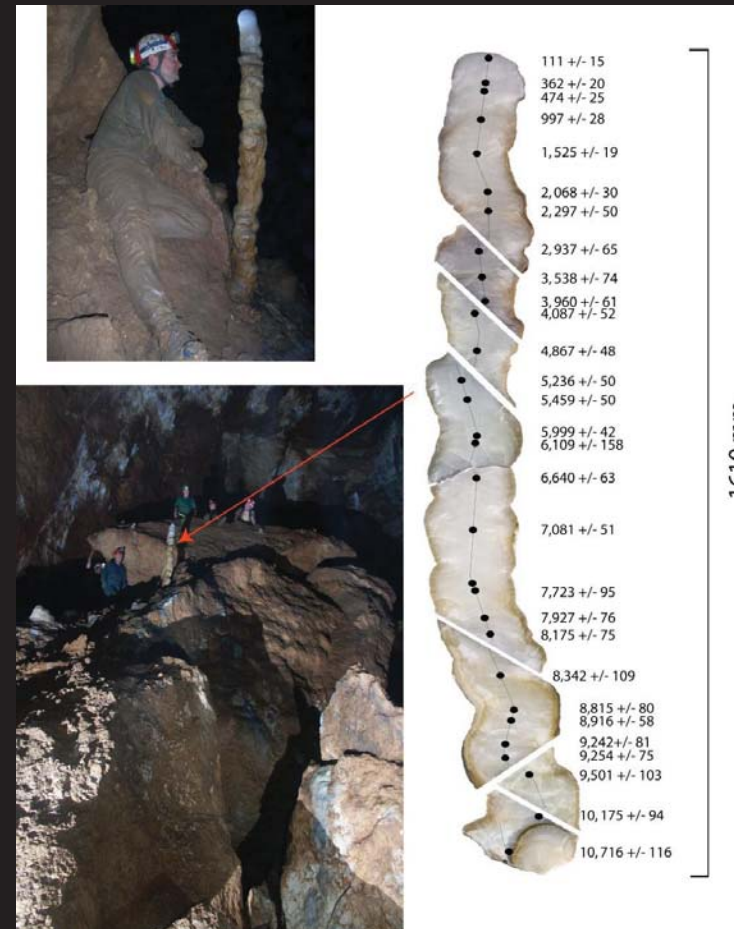 111 +/- 15
362 +/- 20
474 +/- 25
997 +/- 28
1,525 +/- 19
2,068 +/- 30
2,297 +/- 50
2,937 +/- 65
3,538 +/- 74
3,960 +/- 61
4,087 +/- 52
4,867 +/- 48
5,236 +/- 50
5,459 +/- 50
5,999 +/- 42
6,109 +/- 158
6,640 +/- 63
7,081 +/- 51
7,723 +/- 95
7,927 +/- 76
8,175 +/- 75
8,342 +/- 109
8,815 +/- 80
8,916 +/- 58
9,242+/- 81
9,254 +/- 75
9,501 +/- 103
10,175 +/- 94
10,716 +/- 116